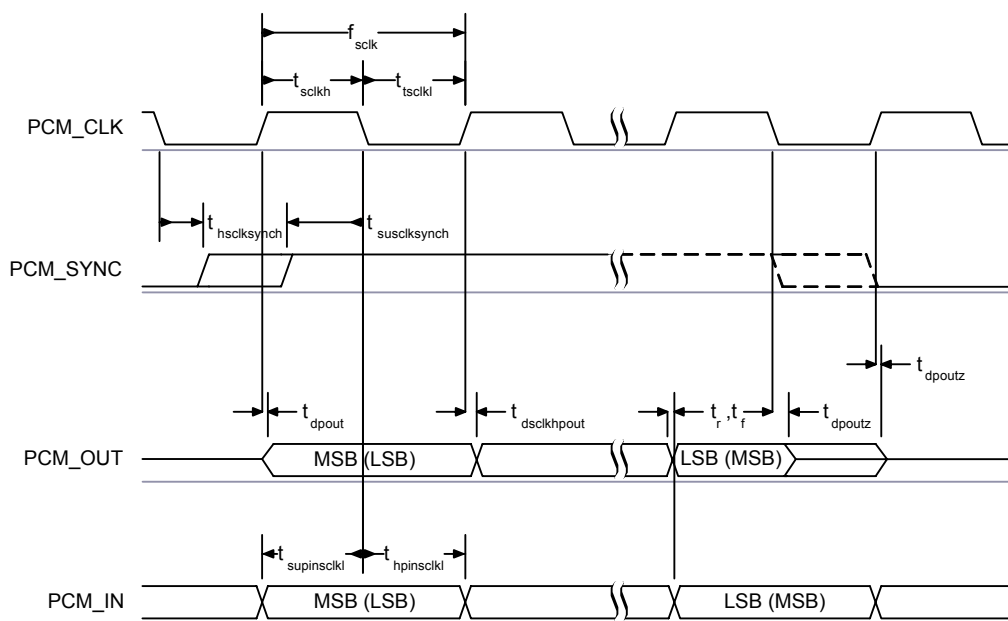 f sclk
t sclkh t tsclkl
PCM_CLK
t hsclksynch t susclksynch
PCM_SYNC
t dpoutz
t dpout t dsclkhpout t r ,t f t dpoutz
PCM_OUT MSB (LSB) LSB (MSB)
t supinsclkl t hpinsclkl
PCM_IN MSB (LSB) LSB (MSB)